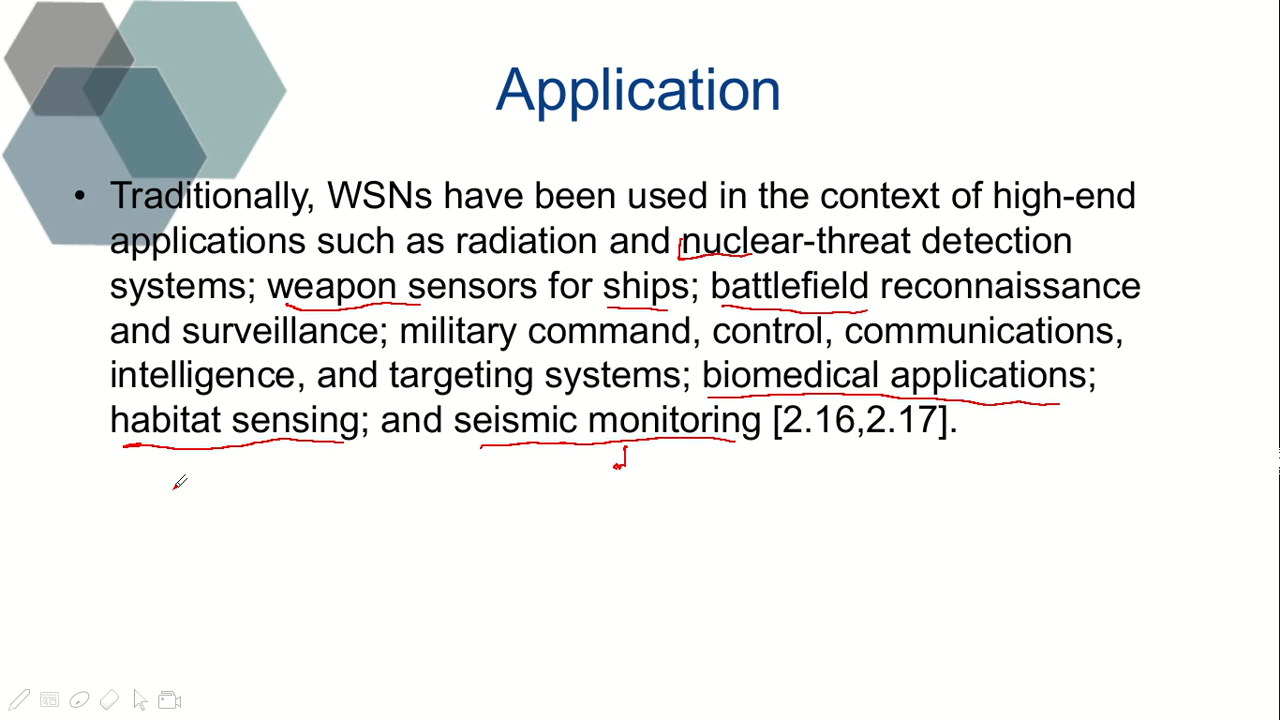 Application
• Traditionally, WSNs have been used in the context of high-end
applications such as radiation and nuclear-threat detection
systems; weapon sensors for ships; battlefield reconnaissance
and surveillance; military command, control, communications,
intelligence, and targeting systems; biomedical applications;
habitat sensing; and seismic monitoring [2.16,2.17].